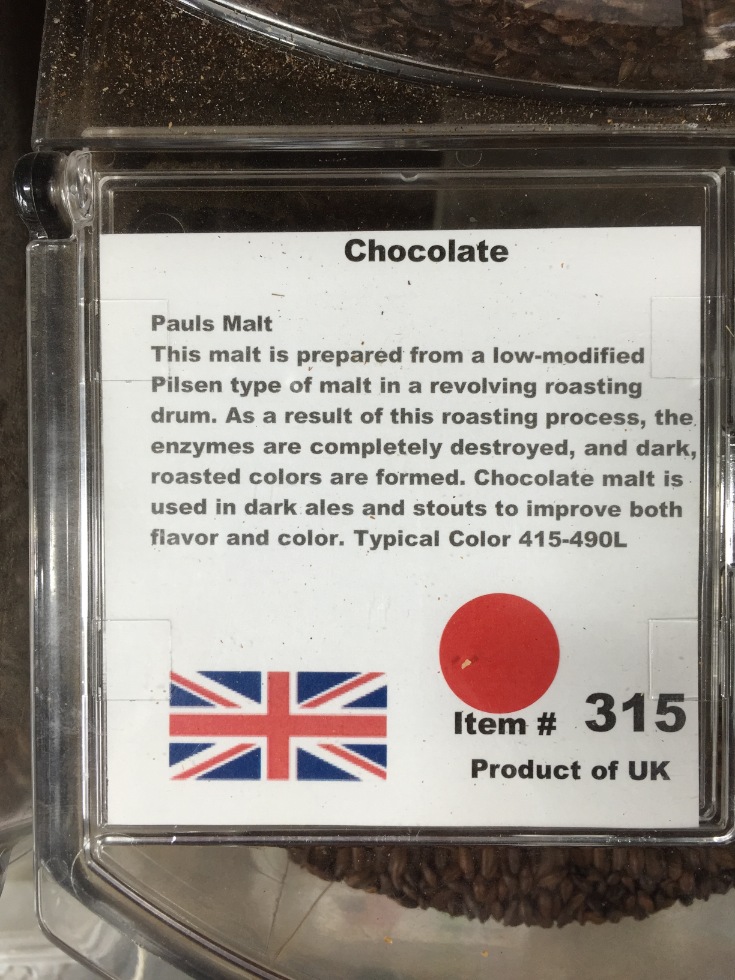 Chocolate
Pauls Malt
This malt is prepared from a low-modified
Pilsen type of malt in a revolving roasting
drum. As a result of this roasting process, the
enzymes are completely destroyed, and dark,
roasted colors are formed. Chocolate malt is
used in dark ales and stouts to improve both
flavor and color. Typical Color 415-490L
Item # 315
Product of UK